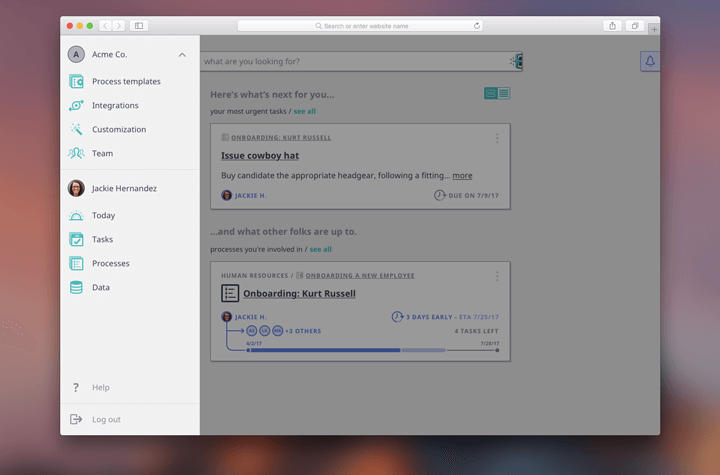 Search or enter website name
A Acme Co.
Process templates
Integrations
Customization
Team
Jackie Hernandez
Today
Tasks
Processes
Data
? Help
Log out
what are you looking for?
Here's what's next for you...
your most urgent tasks / see all
ONBOARDING: KURT RUSSELL
Issue cowboy hat
Buy candidate the appropriate headgear, following a fitting... more
JACKIE H.
DUE ON 7/9/17
...and what other folks are up to.
processes you're involved in / see all
HUMAN RESOURCES / ONBOARDING A NEW EMPLOYEE
Onboarding: Kurt Russell
JACKIE H.
3 DAYS EARLY - ETA 7/25/17
+3 OTHERS
4 TASKS LEFT
6/2/17
7/28/17